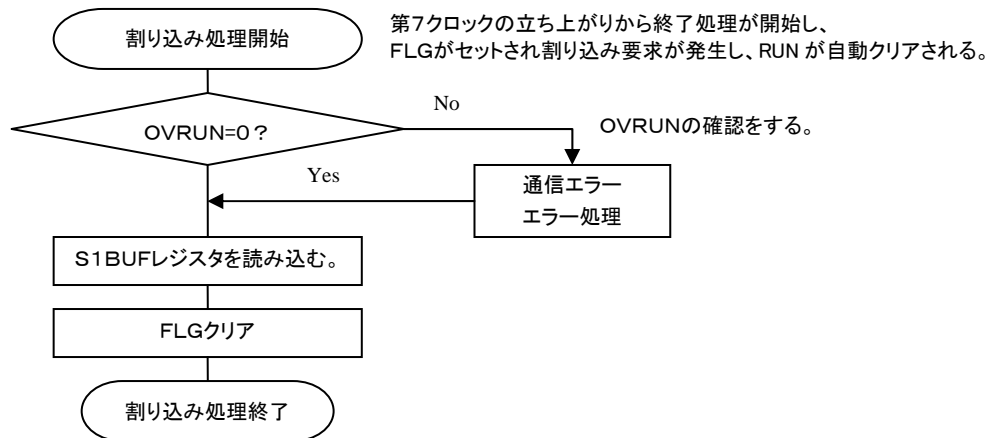 割り込み処理開始
第7クロックの立ち上がりから終了処理が開始し、
FLGがセットされ割り込み要求が発生し、RUN が自動クリアされる。
OVRUN=0？
No
OVRUNの確認をする。
Yes
通信エラー
エラー処理
S1BUFレジスタを読み込む。
FLGクリア
割り込み処理終了